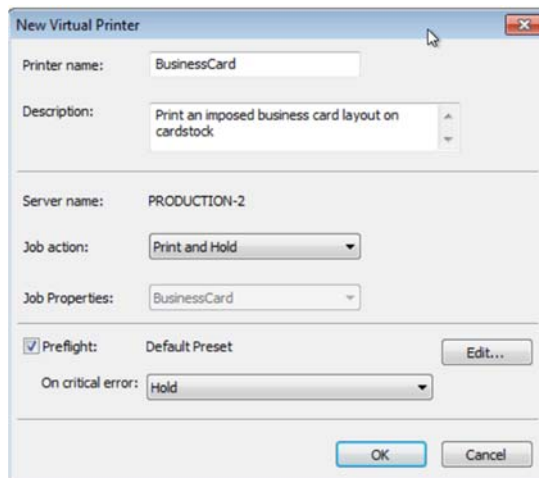 New Virtual Printer
Printer name: BusinessCard
Description: Print an imposed business card layout on
cardstock
Server name: PRODUCTION-2
Job action: Print and Hold
Job Properties: BusinessCard
Preflight: Default Preset Edit...
On critical error: Hold
OK Cancel